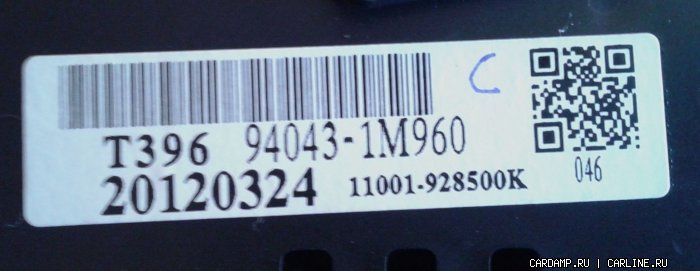 C
T396 94043-1M960
20120324 11001-928500K
046
CARDAMP.RU | CARLINE.RU